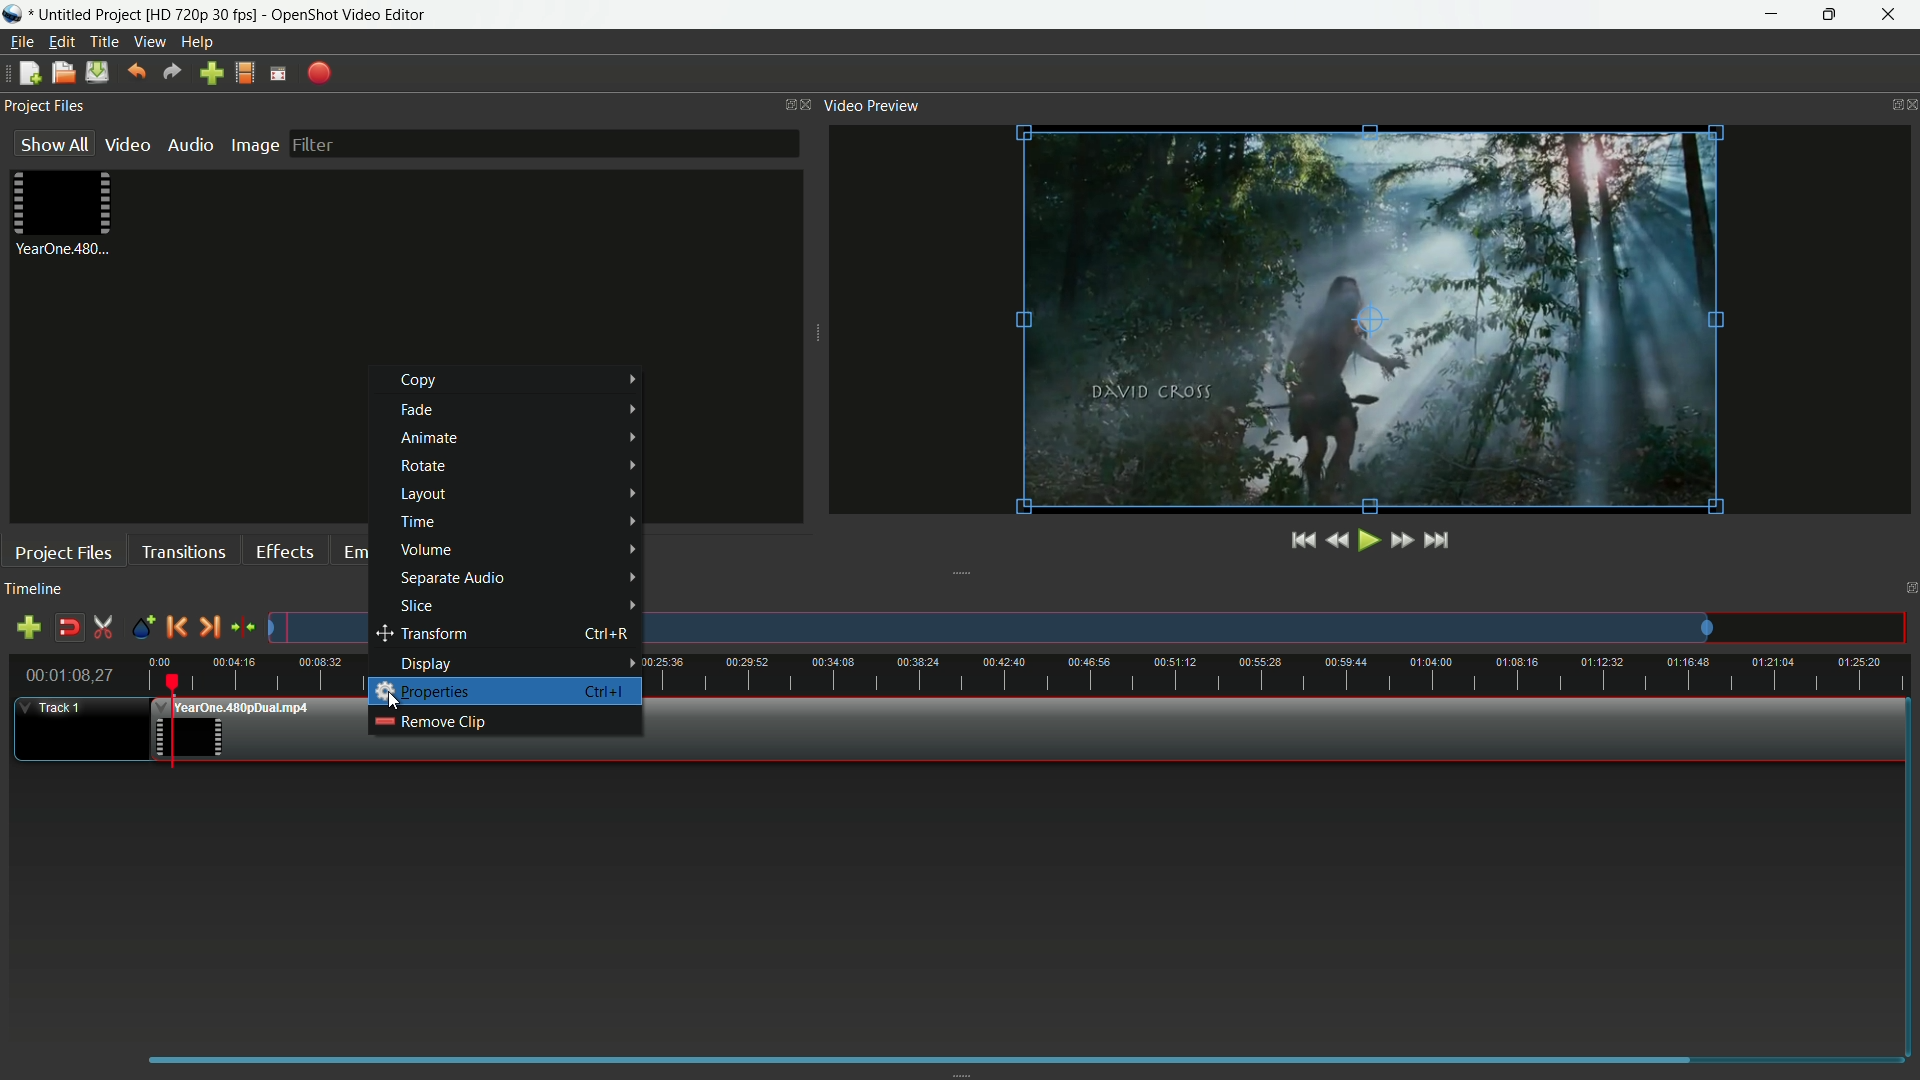 * Untitled Project [HD 720p 30 fps] - OpenShot Video Editor
File Edit Title View Help
Project Files
Video Preview
Show All Video Audio Image Filter
YearOne.480...
DAVID CROSS
Copy
Fade
Animate
Rotate
Layout
Time
Volume
Separate Audio
Slice
Transform Ctrl+R
Display
Properties Ctrl+I
Remove Clip
Project Files Transitions Effects Em
Timeline
00:01:08,27
0:00 00:04:16 00:08:32 00:25:36 00:29:52 00:34:08 00:38:24 00:42:40 00:46:56 00:51:12 00:55:28 00:59:44 01:04:00 01:08:16 01:12:32 01:16:48 01:21:04 01:25:20
Track 1
YearOne.480pDual.mp4